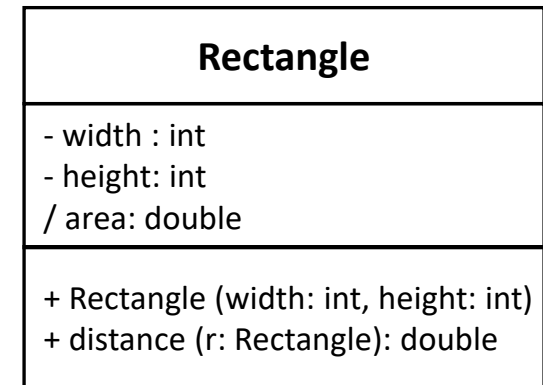 Rectangle
- width : int
- height: int
/ area: double
+ Rectangle (width: int, height: int)
+ distance (r: Rectangle): double